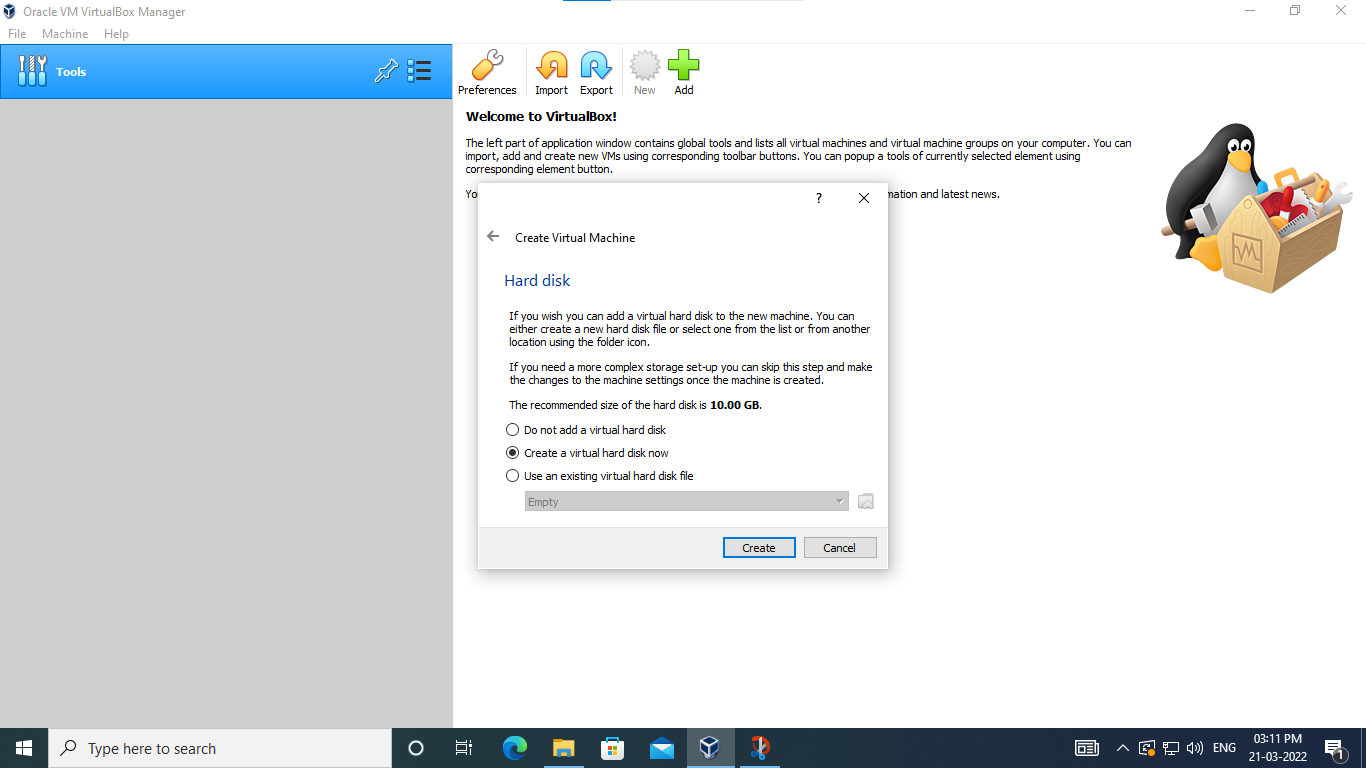 Oracle VM VirtualBox Manager
File Machine Help
Tools
Preferences Import Export New Add
Welcome to VirtualBox!
The left part of application window contains global tools and lists all virtual machines and virtual machine groups on your computer. You can
import, add and create new VMs using corresponding toolbar buttons. You can popup a tools of currently selected element using
corresponding element button.
Yo
mation and latest news.
?
Create Virtual Machine
Hard disk
If you wish you can add a virtual hard disk to the new machine. You can
either create a new hard disk file or select one from the list or from another
location using the folder icon.
If you need a more complex storage set-up you can skip this step and make
the changes to the machine settings once the machine is created.
The recommended size of the hard disk is 10.00 GB.
Do not add a virtual hard disk
Create a virtual hard disk now
Use an existing virtual hard disk file
Empty
Create Cancel
Type here to search
ENG
03:11 PM
21-03-2022
1